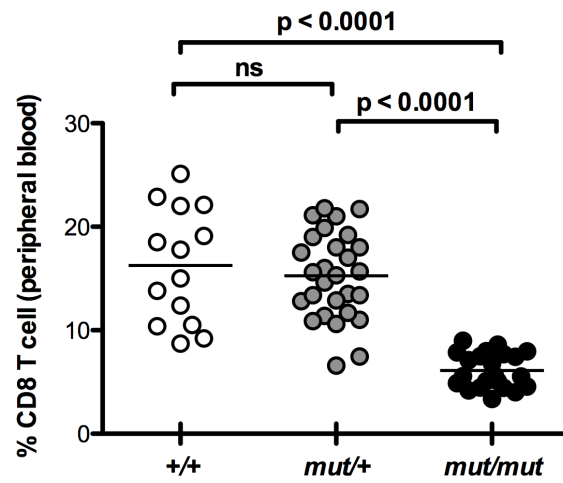 p < 0.0001
ns
p < 0.0001
% CD8 T cell (peripheral blood)
30
20
10
0
+/+
mut/+
mut/mut